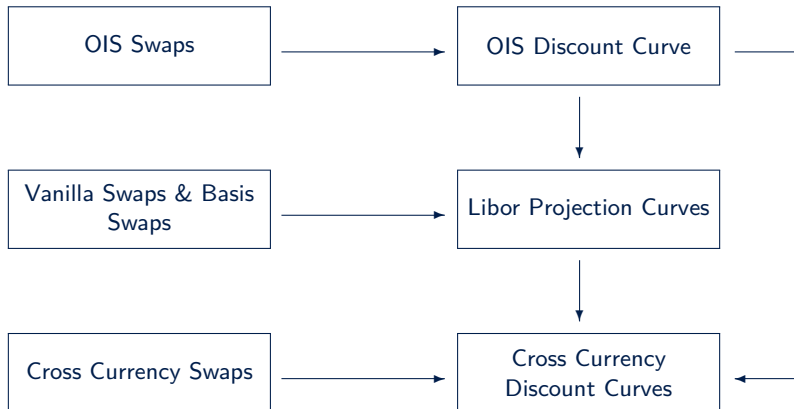 OIS Swaps
OIS Discount Curve
Vanilla Swaps & Basis
Swaps
Libor Projection Curves
Cross Currency Swaps
Cross Currency
Discount Curves